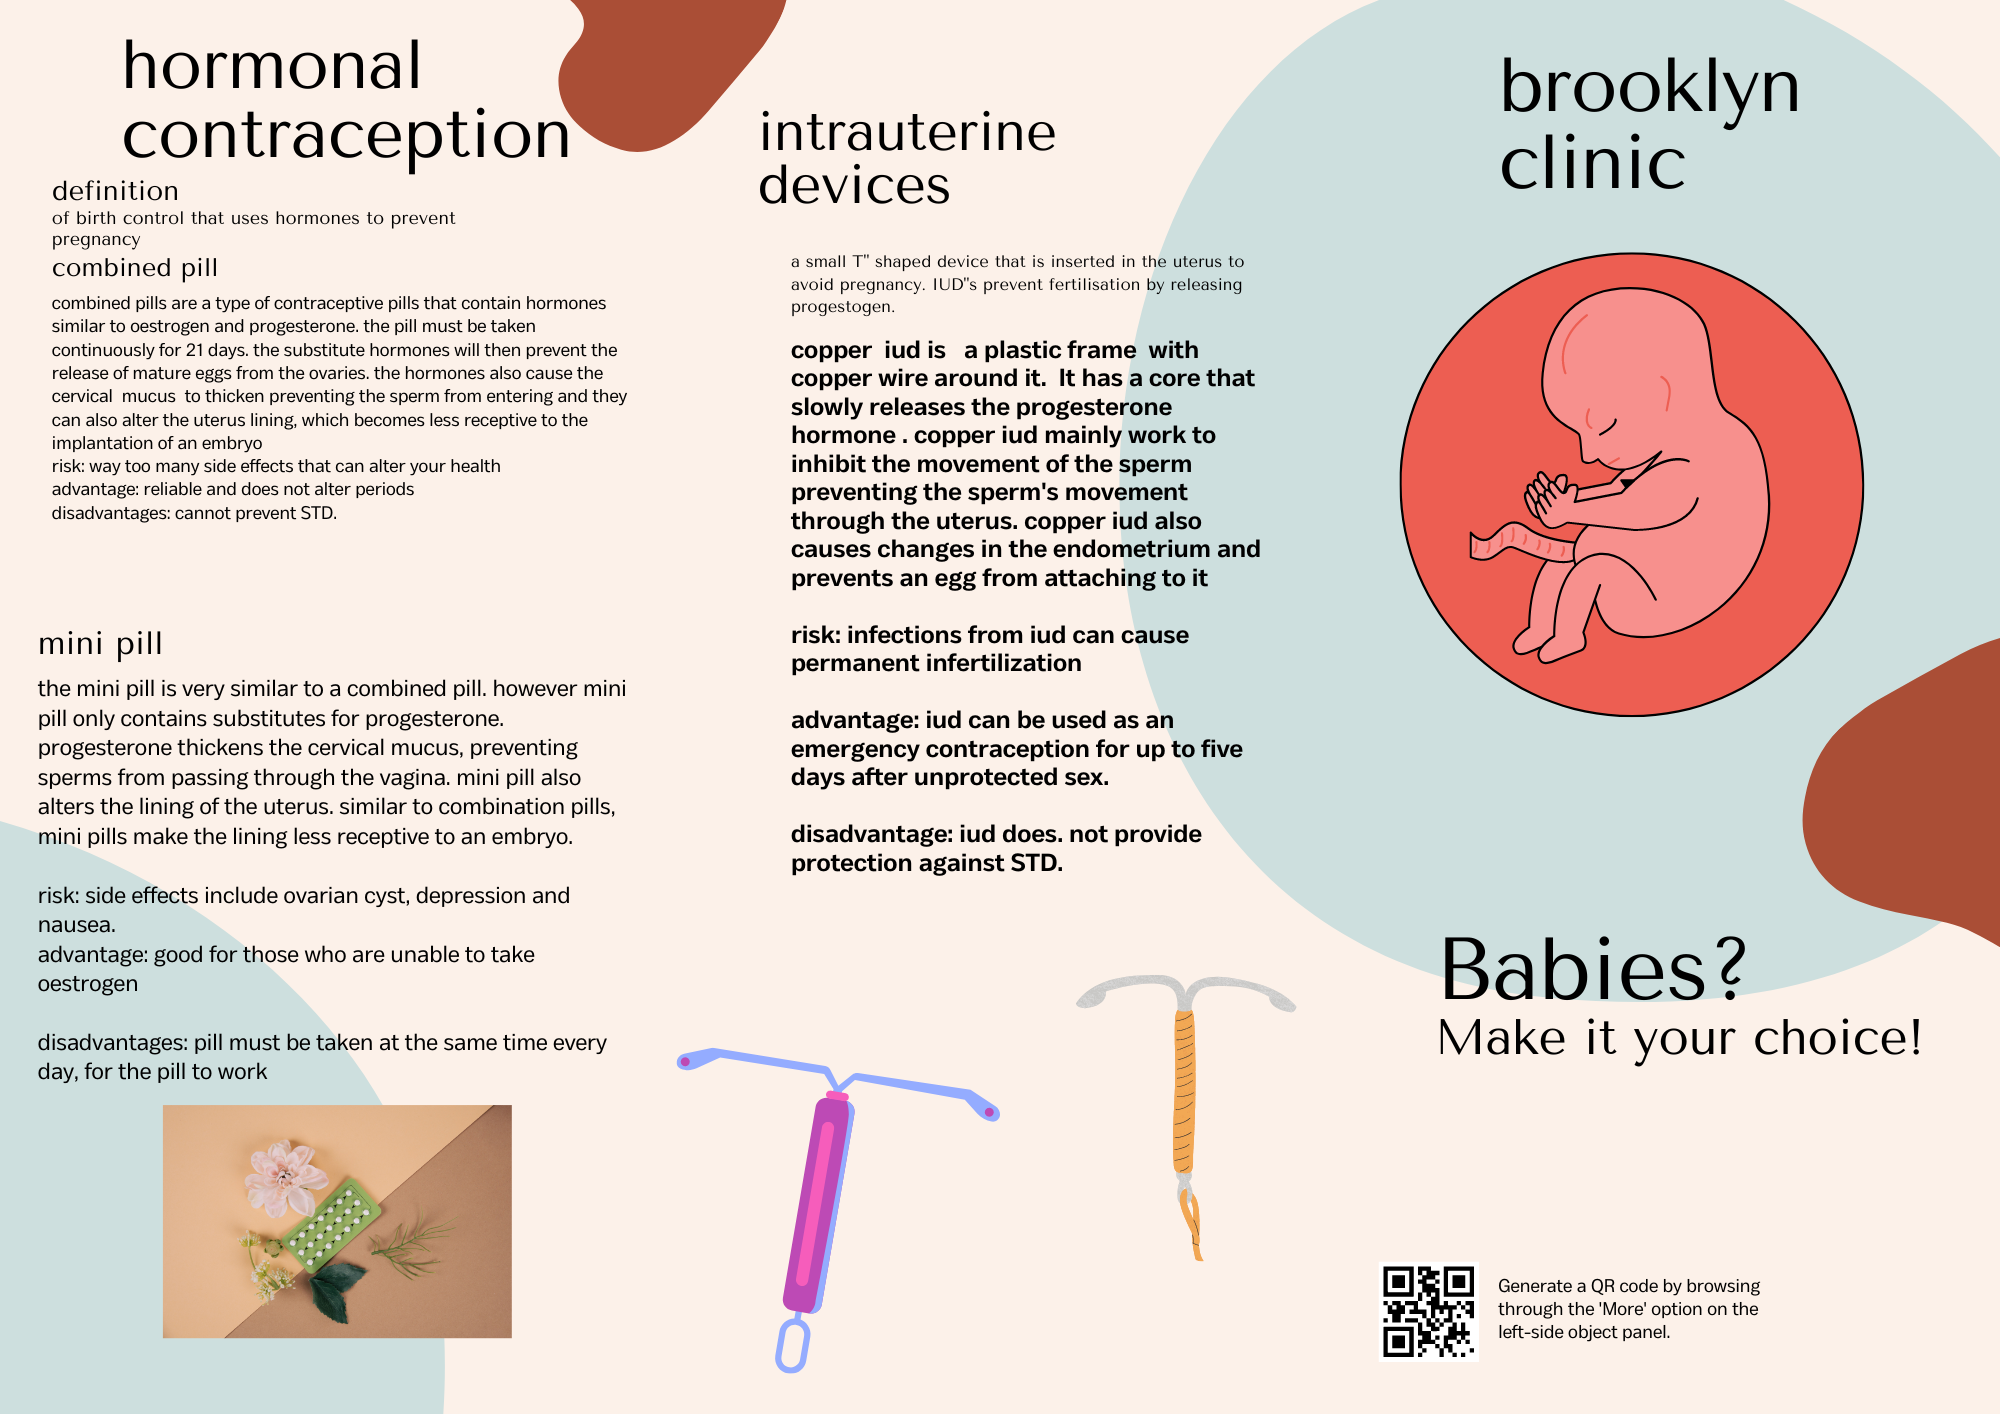 hormonal
contraception
definition
of birth control that uses hormones to prevent
pregnancy
combined pill
combined pills are a type of contraceptive pills that contain hormones
similar to oestrogen and progesterone. the pill must be taken
continuously for 21 days. the substitute hormones will then prevent the
release of mature eggs from the ovaries. the hormones also cause the
cervical mucus to thicken preventing the sperm from entering and they
can also alter the uterus lining, which becomes less receptive to the
implantation of an embryo
risk: way too many side effects that can alter your health
advantage: reliable and does not alter periods
disadvantages: cannot prevent STD.
mini pill
the mini pill is very similar to a combined pill. however mini
pill only contains substitutes for progesterone.
progesterone thickens the cervical mucus, preventing
sperms from passing through the vagina. mini pill also
alters the lining of the uterus. similar to combination pills,
mini pills make the lining less receptive to an embryo.
risk: side effects include ovarian cyst, depression and
nausea.
advantage: good for those who are unable to take
oestrogen
disadvantages: pill must be taken at the same time every
day, for the pill to work
intrauterine
devices
a small T" shaped device that is inserted in the uterus to
avoid pregnancy. IUD"s prevent fertilisation by releasing
progestogen.
copper iud is a plastic frame with
copper wire around it. It has a core that
slowly releases the progesterone
hormone . copper iud mainly work to
inhibit the movement of the sperm
preventing the sperm's movement
through the uterus. copper iud also
causes changes in the endometrium and
prevents an egg from attaching to it
risk: infections from iud can cause
permanent infertilization
advantage: iud can be used as an
emergency contraception for up to five
days after unprotected sex.
disadvantage: iud does. not provide
protection against STD.
brooklyn
clinic
Babies?
Make it your choice!
Generate a QR code by browsing
through the 'More' option on the
left-side object panel.